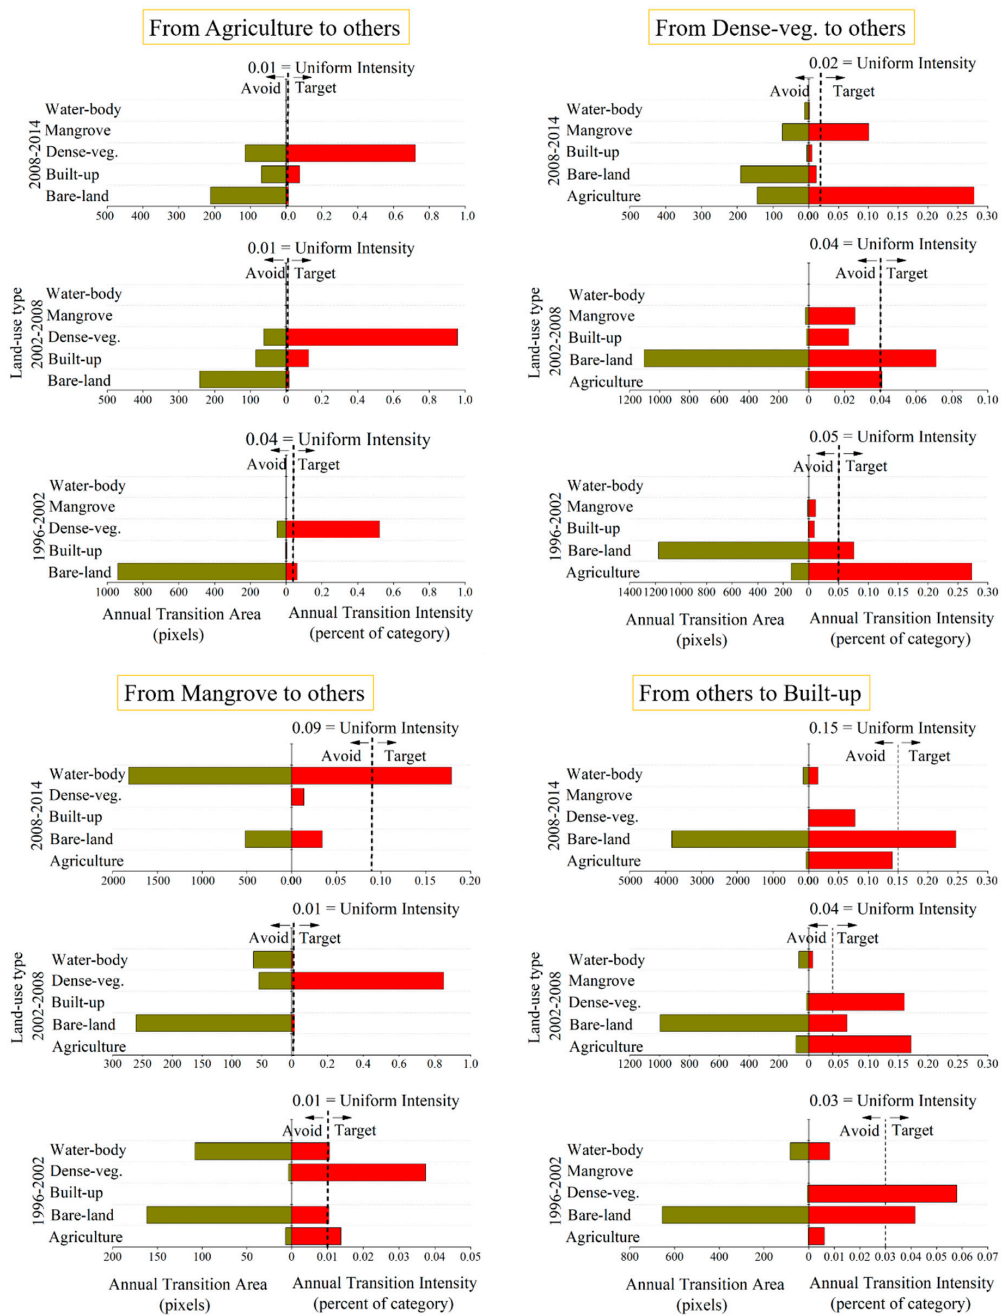 From Agriculture to others
0.01 = Uniform Intensity
Avoid Target
Water-body
Mangrove
Dense-veg.
Built-up
Bare-land
2008-2014
500 400 300 200 100 0 0.0 0.2 0.4 0.6 0.8 1.0
0.01 = Uniform Intensity
Avoid Target
Water-body
Mangrove
Dense-veg.
Built-up
Bare-land
Land-use type
2002-2008
500 400 300 200 100 0 0.2 0.4 0.6 0.8 1.0
0.04 = Uniform Intensity
Avoid Target
Water-body
Mangrove
Dense-veg.
Built-up
Bare-land
1996-2002
1000 800 600 400 200 0 0.2 0.4 0.6 0.8 1.0
Annual Transition Area Annual Transition Intensity
(pixels) (percent of category)
From Dense-veg. to others
0.02 = Uniform Intensity
Avoid Target
Water-body
Mangrove
Built-up
Bare-land
Agriculture
2008-2014
500 400 300 200 100 0.00 0.05 0.10 0.15 0.20 0.25 0.30
0.04 = Uniform Intensity
Avoid Target
Water-body
Mangrove
Built-up
Bare-land
Agriculture
Land-use type
2002-2008
1200 1000 800 600 400 200 0 0.02 0.04 0.06 0.08 0.10
0.05 = Uniform Intensity
Avoid Target
Water-body
Mangrove
Built-up
Bare-land
Agriculture
1996-2002
1400 1200 1000 800 600 400 200 0 0.05 0.10 0.15 0.20 0.25 0.30
Annual Transition Area Annual Transition Intensity
(pixels) (percent of category)
From Mangrove to others
0.09 = Uniform Intensity
Avoid Target
Water-body
Dense-veg.
Built-up
Bare-land
Agriculture
2008-2014
2000 1500 1000 500 0.00 0.05 0.10 0.15 0.20
0.01 = Uniform Intensity
Avoid Target
Water-body
Dense-veg.
Built-up
Bare-land
Agriculture
Land-use type
2002-2008
300 250 200 150 100 50 0 0.2 0.4 0.6 0.8 1.0
0.01 = Uniform Intensity
Avoid Target
Water-body
Dense-veg.
Built-up
Bare-land
Agriculture
1996-2002
200 150 100 50 0 0.01 0.02 0.03 0.04 0.05
Annual Transition Area Annual Transition Intensity
(pixels) (percent of category)
From others to Built-up
0.15 = Uniform Intensity
Avoid Target
Water-body
Mangrove
Dense-veg.
Bare-land
Agriculture
2008-2014
5000 4000 3000 2000 1000 0.00 0.05 0.10 0.15 0.20 0.25 0.30
0.04 = Uniform Intensity
Avoid Target
Water-body
Mangrove
Dense-veg.
Bare-land
Agriculture
Land-use type
2002-2008
1200 1000 800 600 400 200 0 0.05 0.10 0.15 0.20 0.25 0.30
0.03 = Uniform Intensity
Avoid Target
Water-body
Mangrove
Dense-veg.
Bare-land
Agriculture
1996-2002
800 600 400 200 0 0.01 0.02 0.03 0.04 0.05 0.06 0.07
Annual Transition Area Annual Transition Intensity
(pixels) (percent of category)